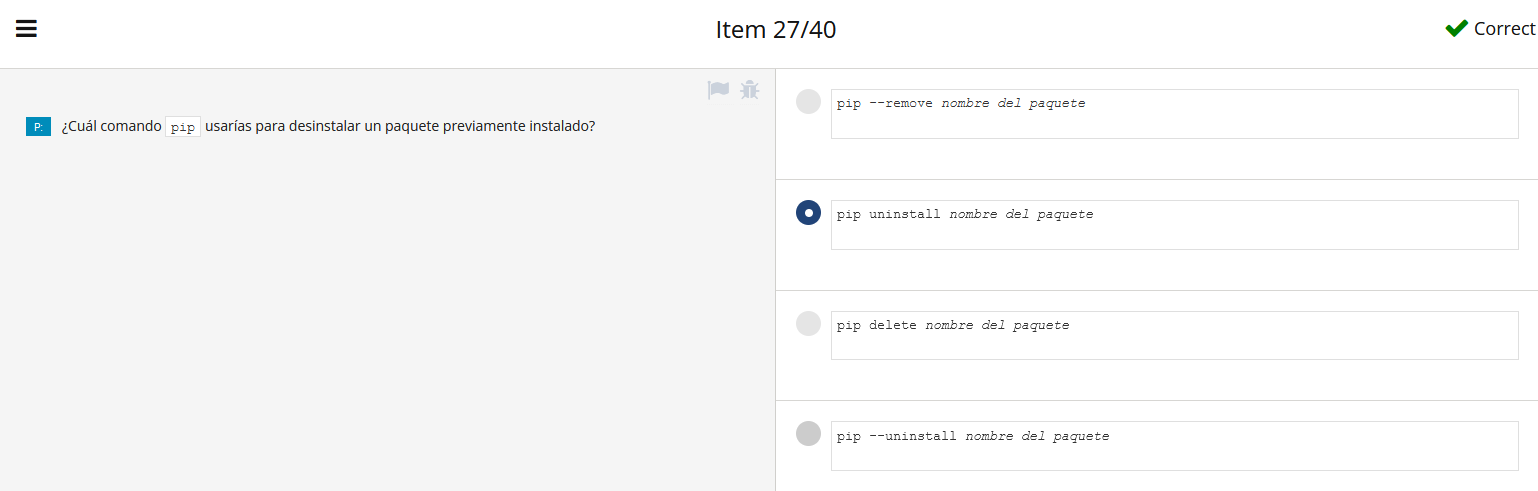 Item 27/40
Correct
P: ¿Cuál comando pip usarías para desinstalar un paquete previamente instalado?
pip --remove nombre del paquete
pip uninstall nombre del paquete
pip delete nombre del paquete
pip --uninstall nombre del paquete